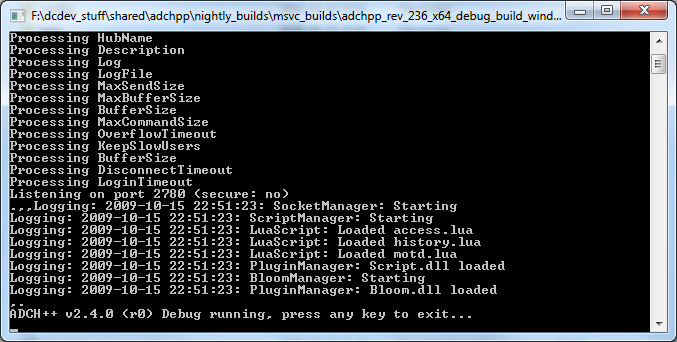 F:\dcdev_stuff\shared\adchpp\nightly_builds\msvc_builds\adchpp_rev_236_x64_debug_build_wind...
Processing HubName
Processing Description
Processing Log
Processing LogFile
Processing MaxSendSize
Processing MaxBufferSize
Processing BufferSize
Processing MaxCommandSize
Processing OverflowTimeout
Processing KeepSlowUsers
Processing BufferSize
Processing DisconnectTimeout
Processing LoginTimeout
Listening on port 2780 (secure: no)
.,,Logging: 2009-10-15 22:51:23: SocketManager: Starting
Logging: 2009-10-15 22:51:23: ScriptManager: Starting
Logging: 2009-10-15 22:51:23: LuaScript: Loaded access.lua
Logging: 2009-10-15 22:51:23: LuaScript: Loaded history.lua
Logging: 2009-10-15 22:51:23: LuaScript: Loaded motd.lua
Logging: 2009-10-15 22:51:23: PluginManager: Script.dll loaded
Logging: 2009-10-15 22:51:23: BloomManager: Starting
Logging: 2009-10-15 22:51:23: PluginManager: Bloom.dll loaded
..
ADCH++ v2.4.0 (r0) Debug running, press any key to exit...